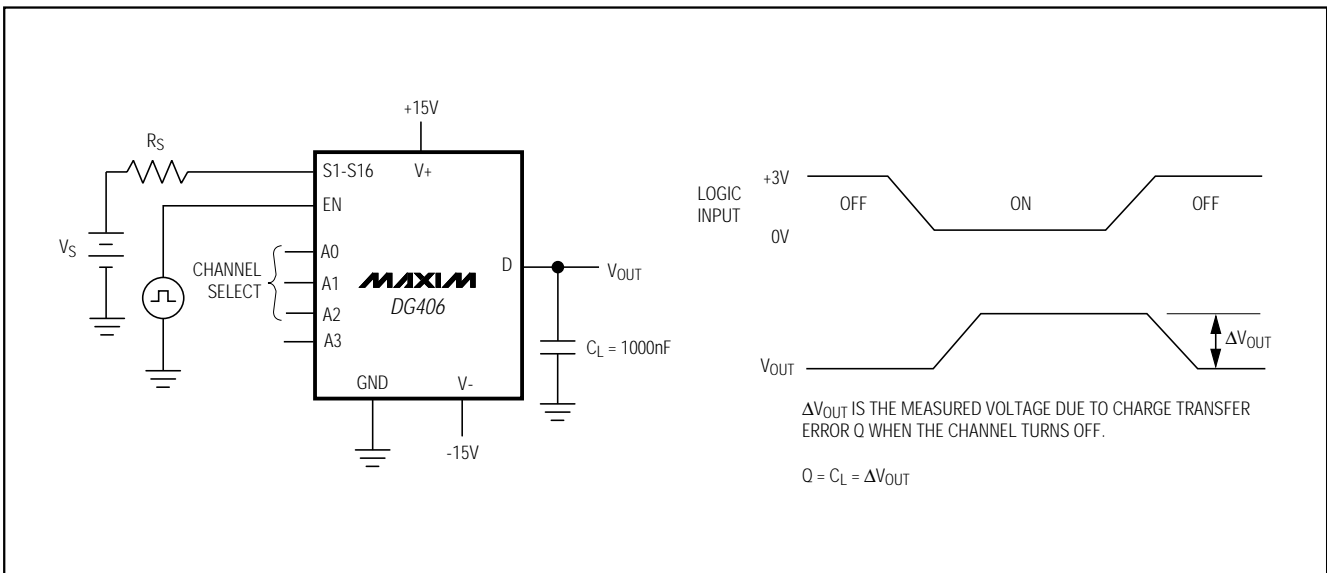 +15V
RS
S1-S16
V+
EN
VS
A0
CHANNEL
SELECT
A1
A2
A3
MAXIM
DG406
D
VOUT
CL = 1000nF
GND
V-
-15V
LOGIC
INPUT
+3V
0V
OFF
ON
OFF
VOUT
ΔVOUT
ΔVOUT IS THE MEASURED VOLTAGE DUE TO CHARGE TRANSFER
ERROR Q WHEN THE CHANNEL TURNS OFF.
Q = CL = ΔVOUT